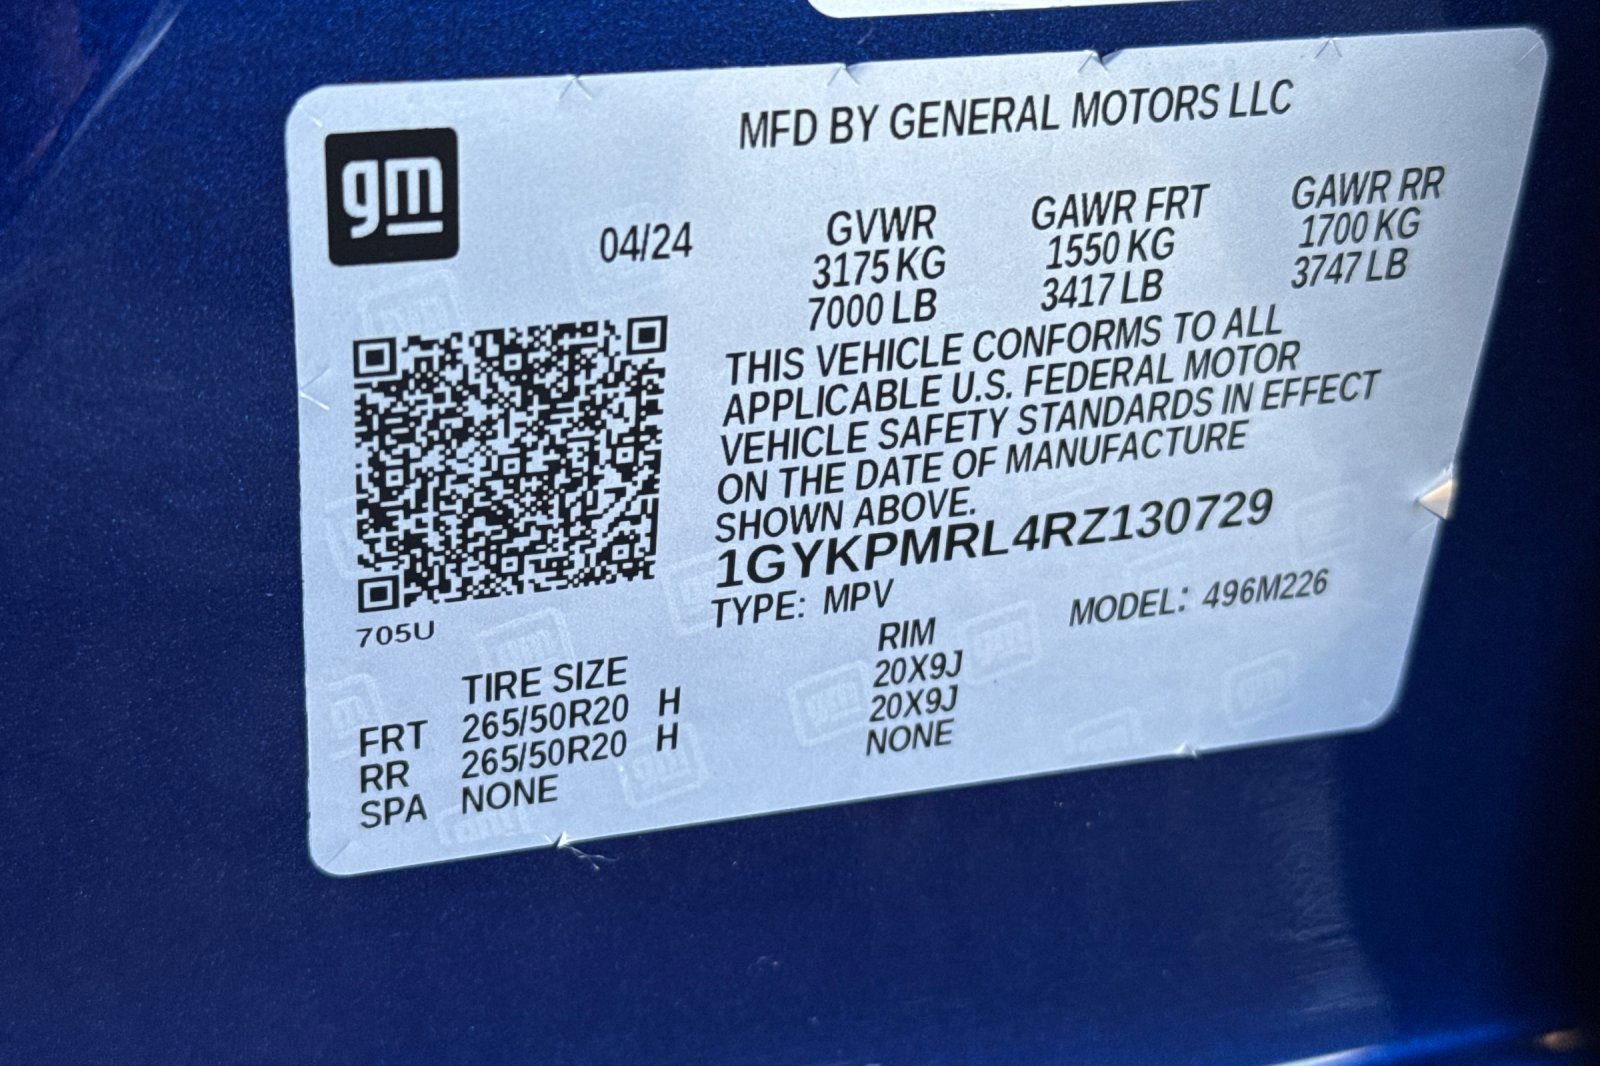 gm
MFD BY GENERAL MOTORS LLC
04/24
GVWR GAWR FRT GAWR RR
3175 KG 1550 KG 1700 KG
7000 LB 3417 LB 3747 LB
THIS VEHICLE CONFORMS TO ALL
APPLICABLE U.S. FEDERAL MOTOR
VEHICLE SAFETY STANDARDS IN EFFECT
ON THE DATE OF MANUFACTURE
SHOWN ABOVE.
1GYKPMRL4RZ130729
TYPE: MPV MODEL: 496M226
705U
TIRE SIZE RIM
FRT 265/50R20 H 20X9J
RR 265/50R20 H 20X9J
SPA NONE NONE